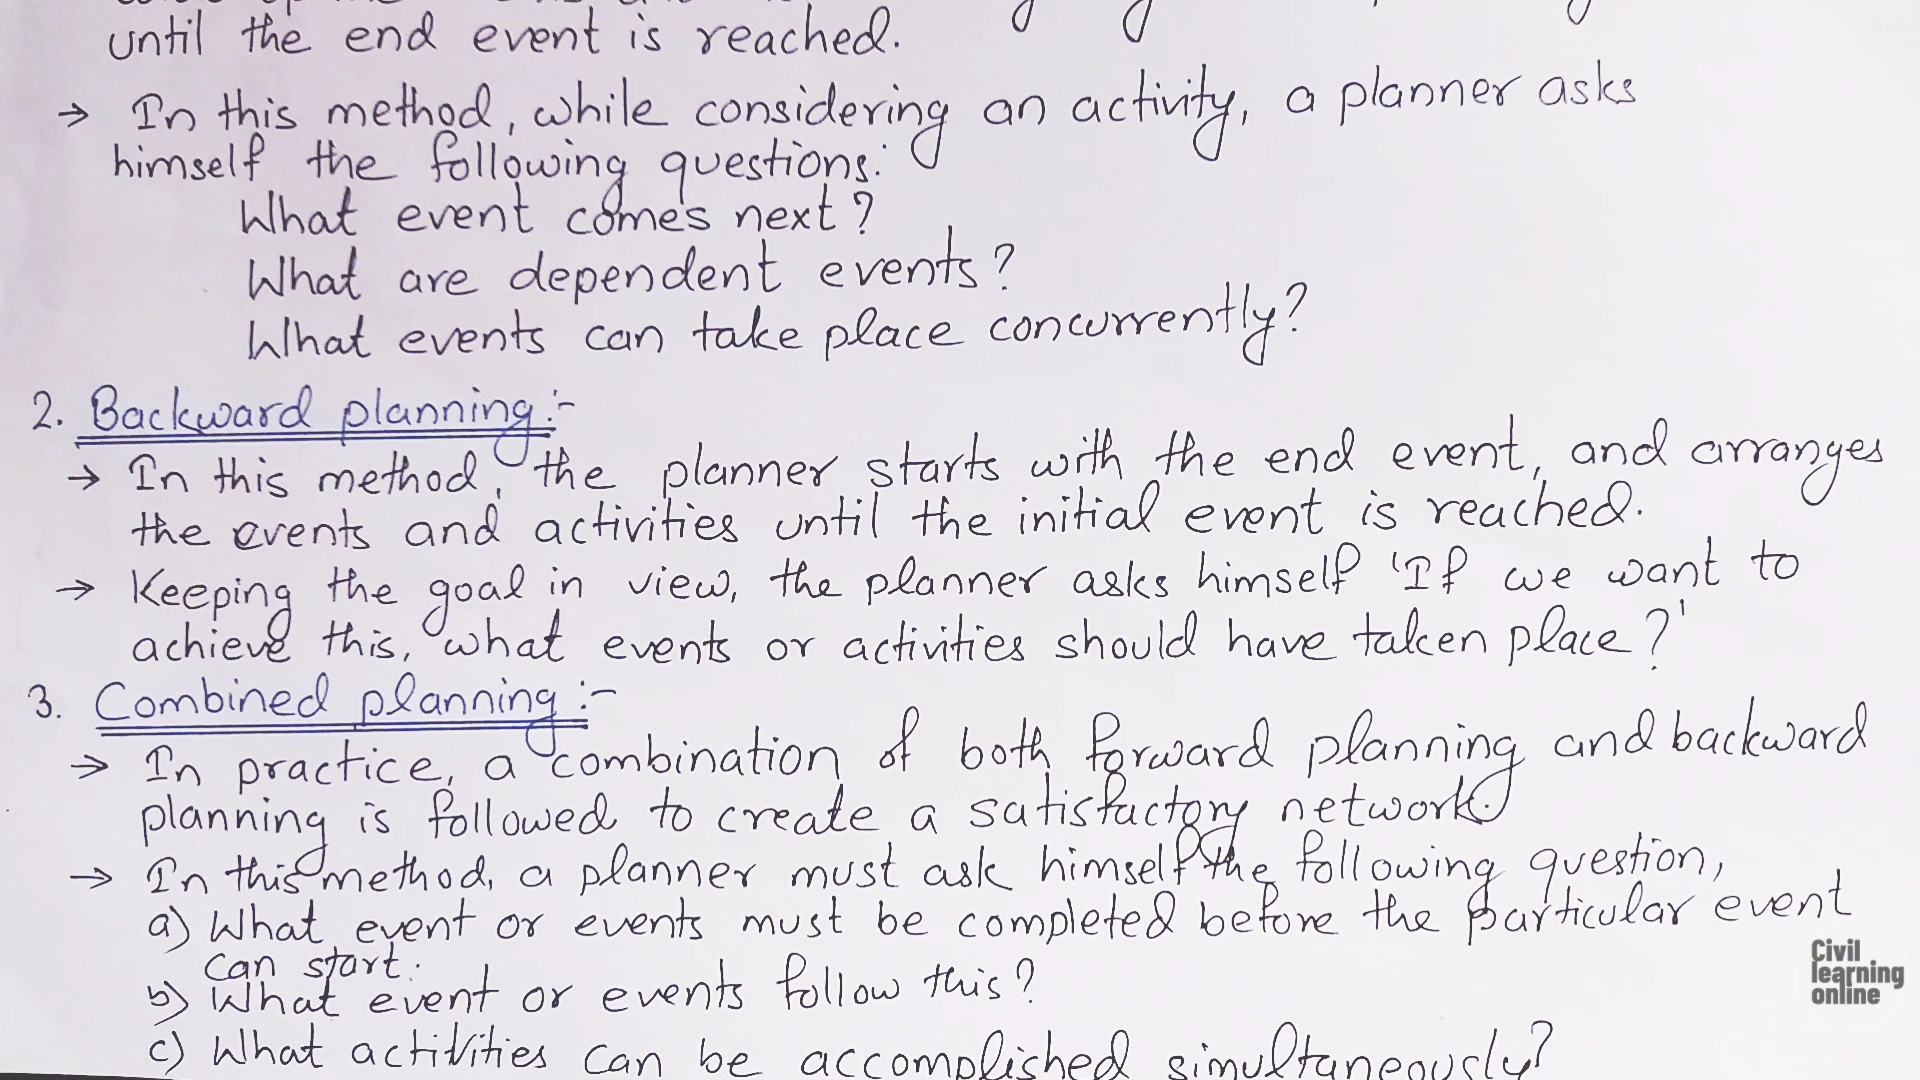 until the end event is reached.
→ In this method, while considering an activity, a planner asks
himself the following questions:
What event comes next?
What are dependent events?
What events can take place concurrently?
2. Backward planning:-
→ In this method, the planner starts with the end event, and arranges
the events and activities until the initial event is reached.
→ Keeping the goal in view, the planner asks himself 'If we want to
achieve this, what events or activities should have taken place?'
3. Combined planning :-
→ In practice, a combination of both forward planning and backward
planning is followed to create a satisfactory network.
→ In this method, a planner must ask himself the following question,
a) What event or events must be completed before the particular event
can start.
b) What event or events follow this?
c) What activities can be accomplished simultaneously?
Civil
learning
online